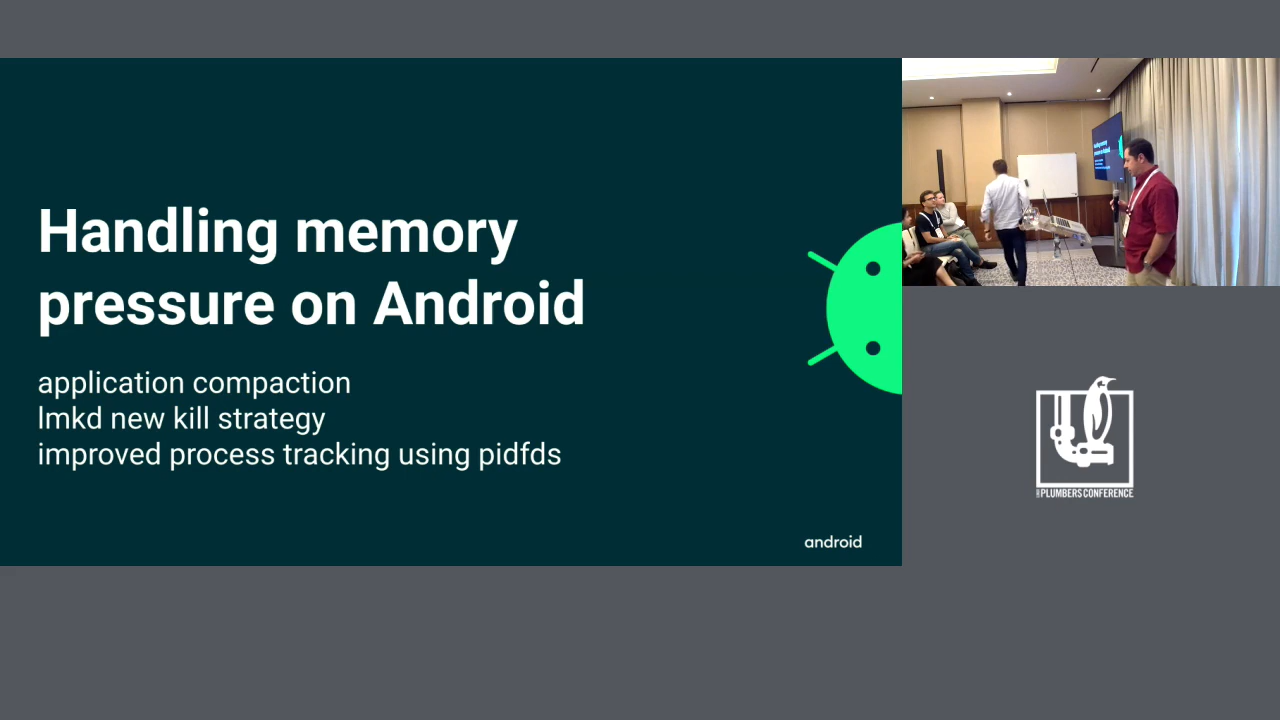 Handling memory
pressure on Android
application compaction
lmkd new kill strategy
improved process tracking using pidfds
android
PLUMBERS CONFERENCE